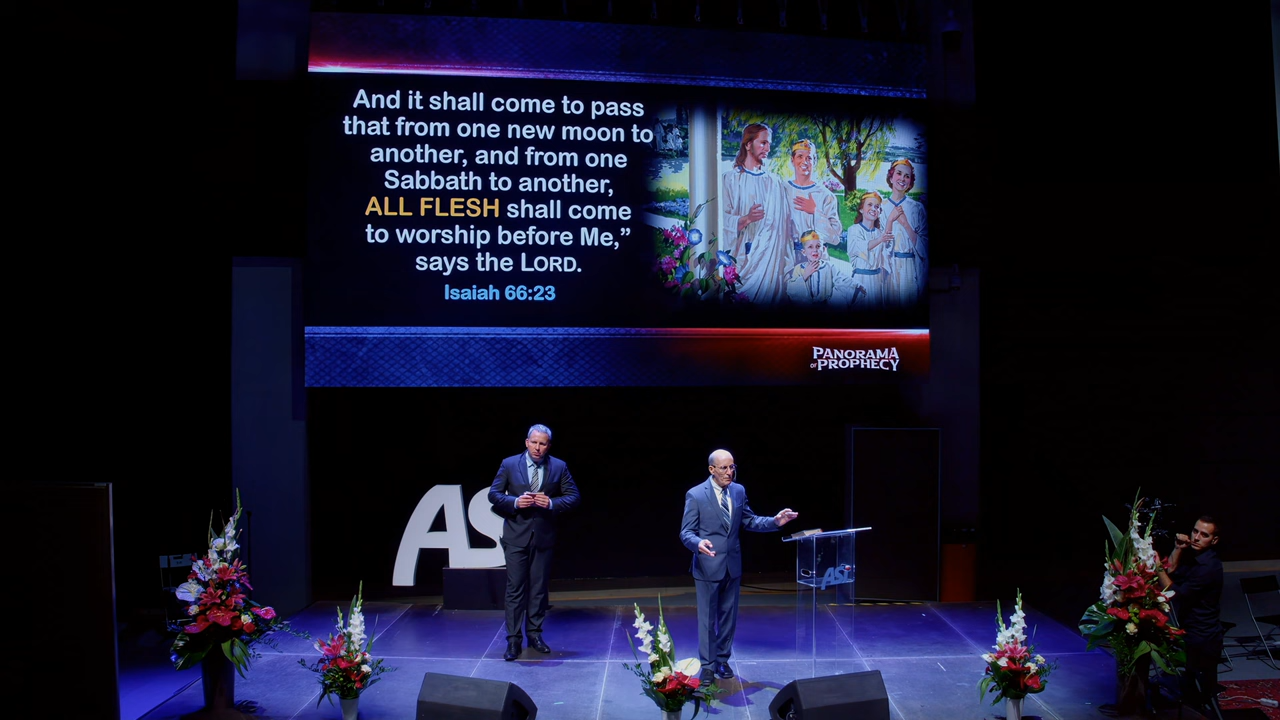 And it shall come to pass
that from one new moon to
another, and from one
Sabbath to another,
ALL FLESH shall come
to worship before Me,”
says the LORD.
Isaiah 66:23
PANORAMA
OF PROPHECY
AS
ASi